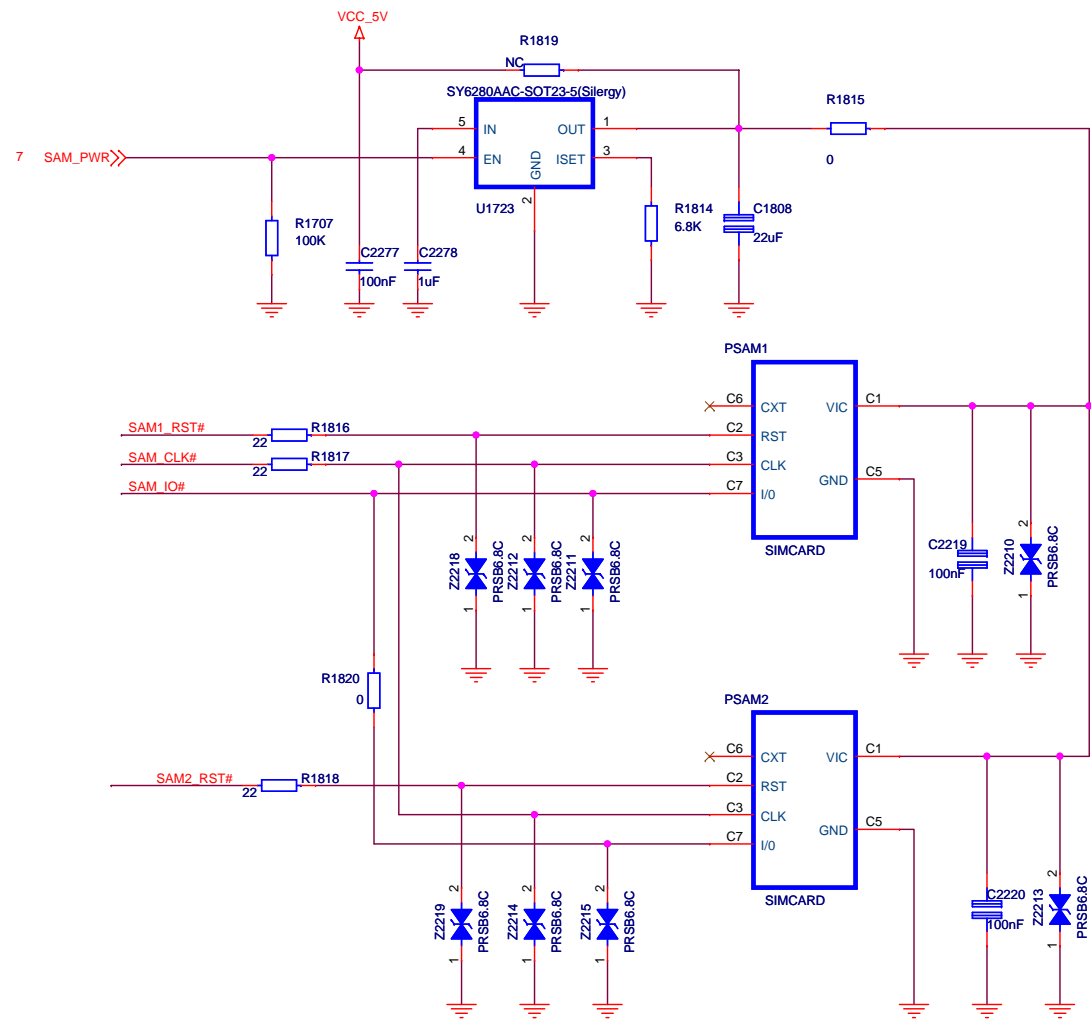 VCC_5V
R1819
NC
SY6280AAC-SOT23-5(Silergy)
R1815
5 IN OUT 1
7 SAM_PWR
4 EN GND ISET 3
0
2
U1723
R1707
100K
R1814
6.8K
C1808
22uF
C2277
100nF
C2278
1uF
PSAM1
C6 CXT VIC C1
SAM1_RST# 22 R1816 C2 RST
SAM_CLK# 22 R1817 C3 CLK
SAM_IO# C7 I/0 GND C5
SIMCARD
2 Z2218 PRSB6.8C 1
2 Z2212 PRSB6.8C 1
2 Z2211 PRSB6.8C 1
C2219
100nF
2 Z2210 PRSB6.8C 1
R1820
0
PSAM2
C6 CXT VIC C1
SAM2_RST# 22 R1818 C2 RST
C3 CLK GND C5
C7 I/0
SIMCARD
2 Z2219 PRSB6.8C 1
2 Z2214 PRSB6.8C 1
2 Z2215 PRSB6.8C 1
C2220
100nF
2 Z2213 PRSB6.8C 1